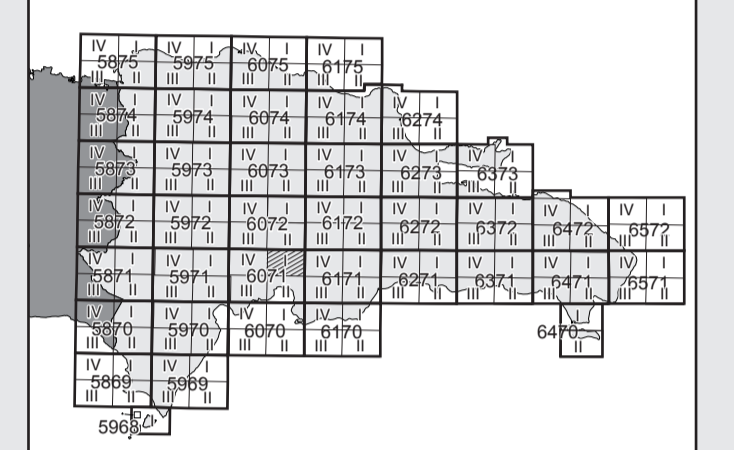 IV I IV I IV I IV I
5875 5975 6075 6175
III II III II III II III II
IV I IV I IV I IV I IV I
5874 5974 6074 6174 6274
III II III II III II III II III II
IV I IV I IV I IV I IV I IV I
5873 5973 6073 6173 6273 6373
III II III II III II III II III II III II
IV I IV I IV I IV I IV I IV I IV I IV I
5872 5972 6072 6172 6272 6372 6472 6572
III II III II III II III II III II III II III II III II
IV I IV I IV I IV I IV I IV I IV I IV I
5871 5971 6071 6171 6271 6371 6471 6571
III II III II III II III II III II III II III II III II
IV I IV I IV I IV I I
5870 5970 6070 6170 6470
III II III II III II III II II
IV I IV I
5869 5969
III II III II
I
5968